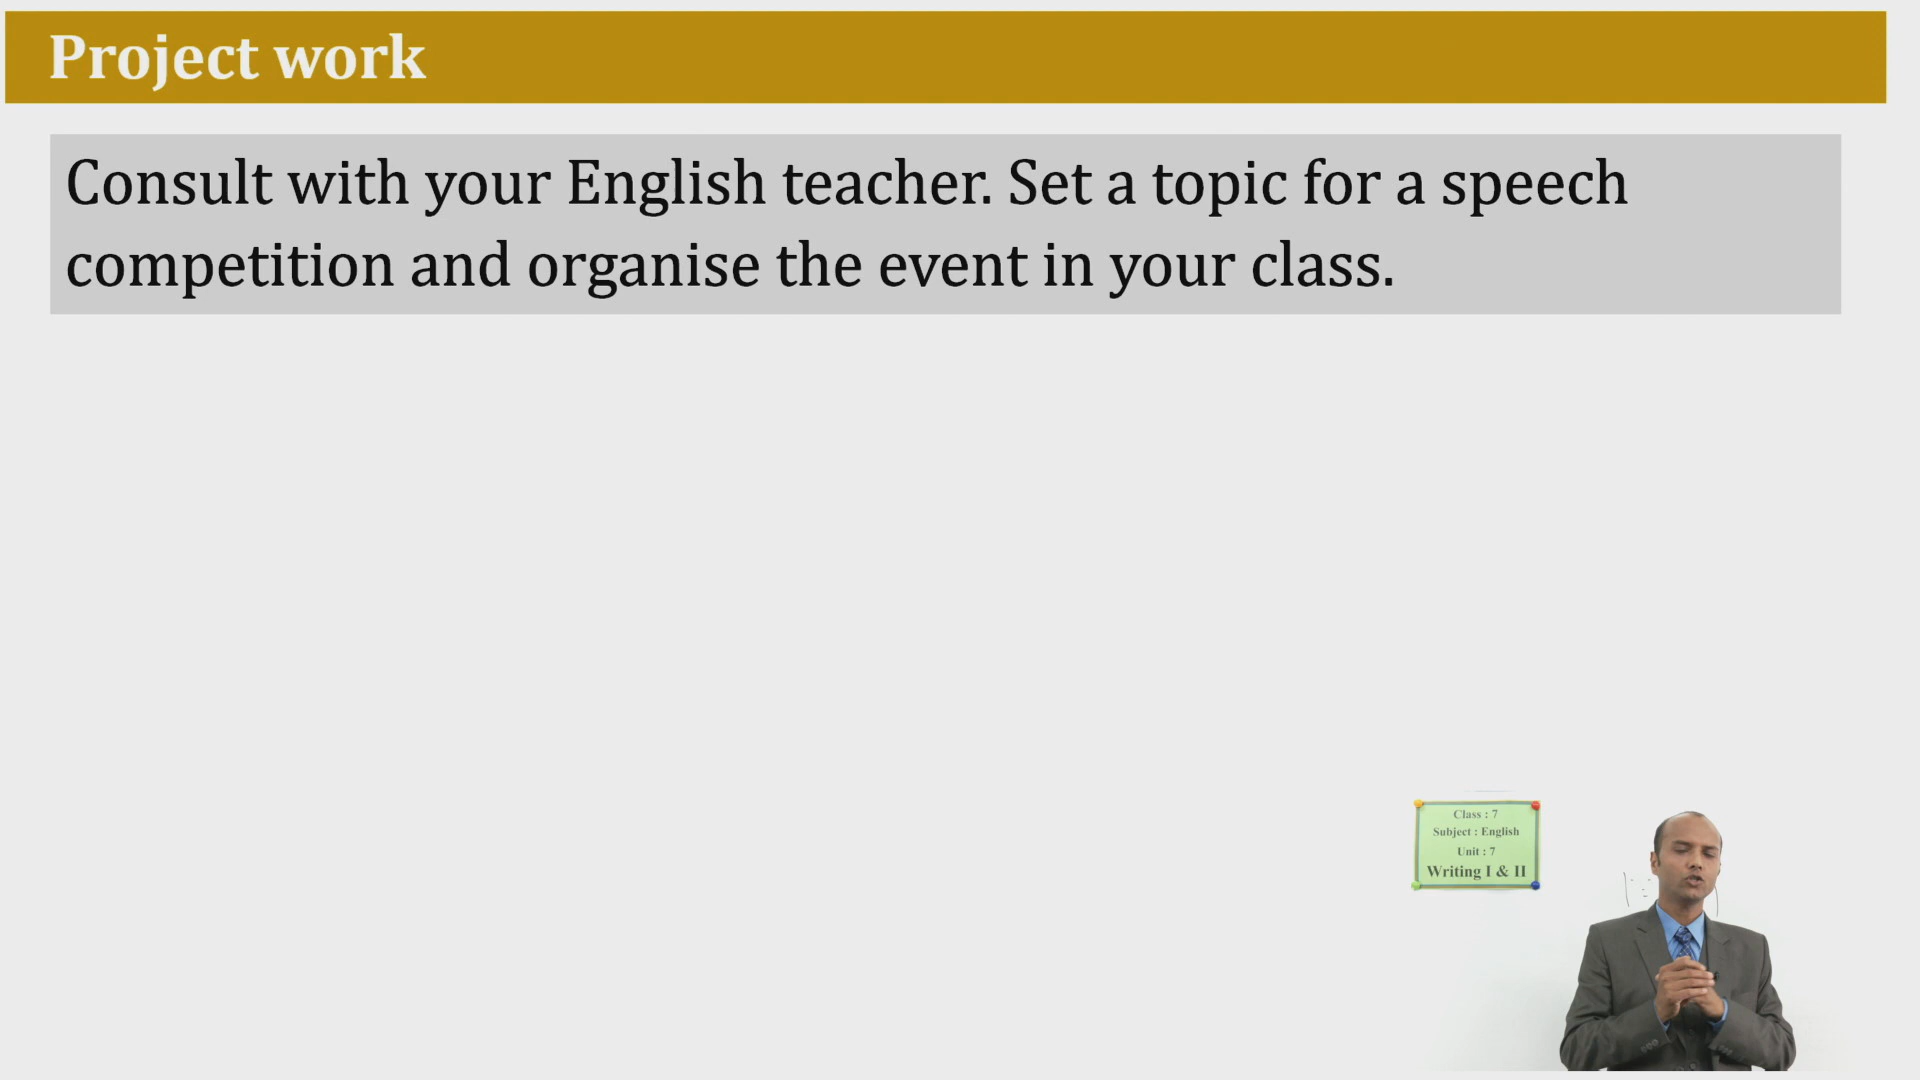 Project work
Consult with your English teacher. Set a topic for a speech
competition and organise the event in your class.
Class : 7
Subject : English
Unit : 7
Writing I & II